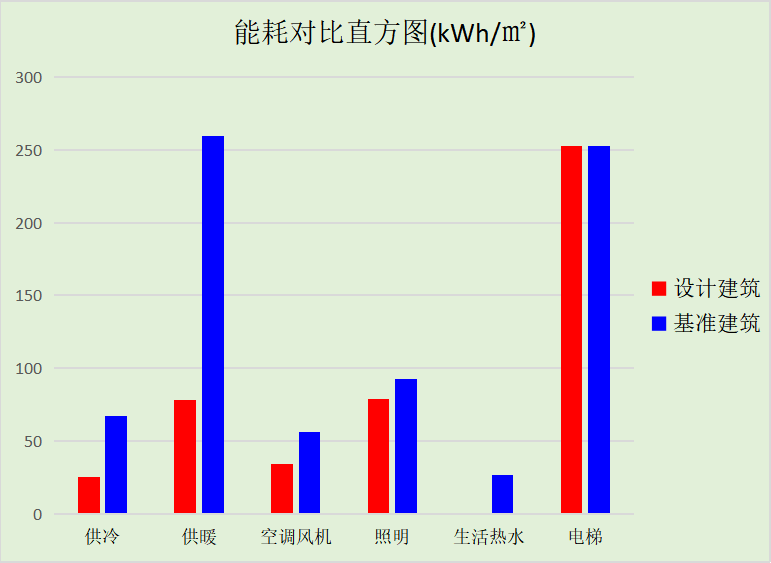 能耗对比直方图(kWh/㎡)
300
250
200
150
100
50
0
供冷
供暖
空调风机
照明
生活热水
电梯
设计建筑
基准建筑